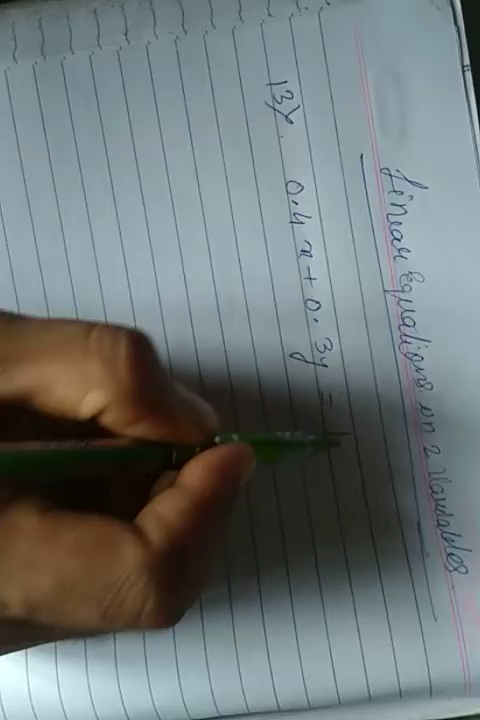 Linear Equations in 2 Variables
13). 0.4x + 0.3y =